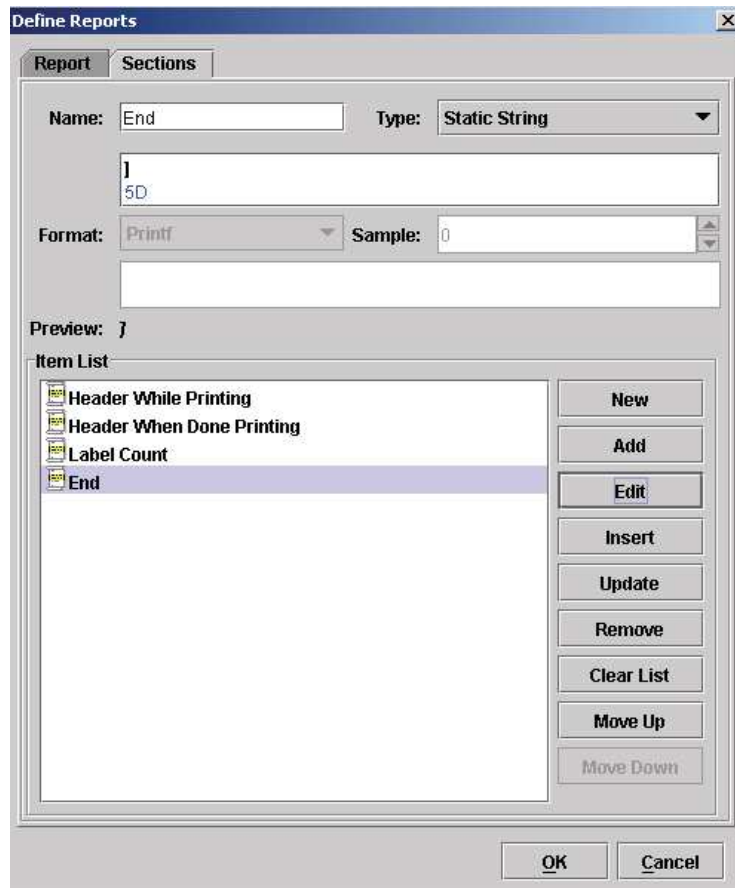 Define Reports
Report Sections
Name: End Type: Static String
]
5D
Format: Printf Sample: 0
Preview: ]
Item List
Header While Printing
Header When Done Printing
Label Count
End
New
Add
Edit
Insert
Update
Remove
Clear List
Move Up
Move Down
OK Cancel